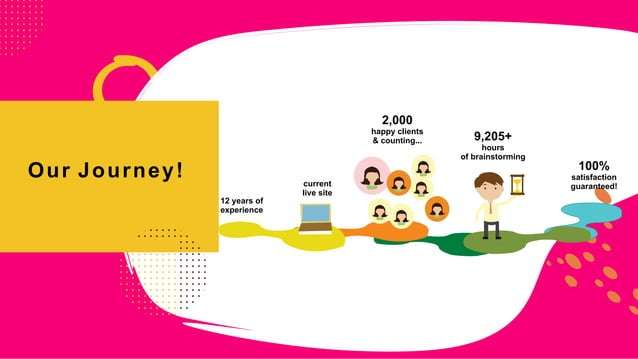 Our Journey!
12 years of
experience
current
live site
2,000
happy clients
& counting...
9,205+
hours
of brainstorming
100%
satisfaction
guaranteed!